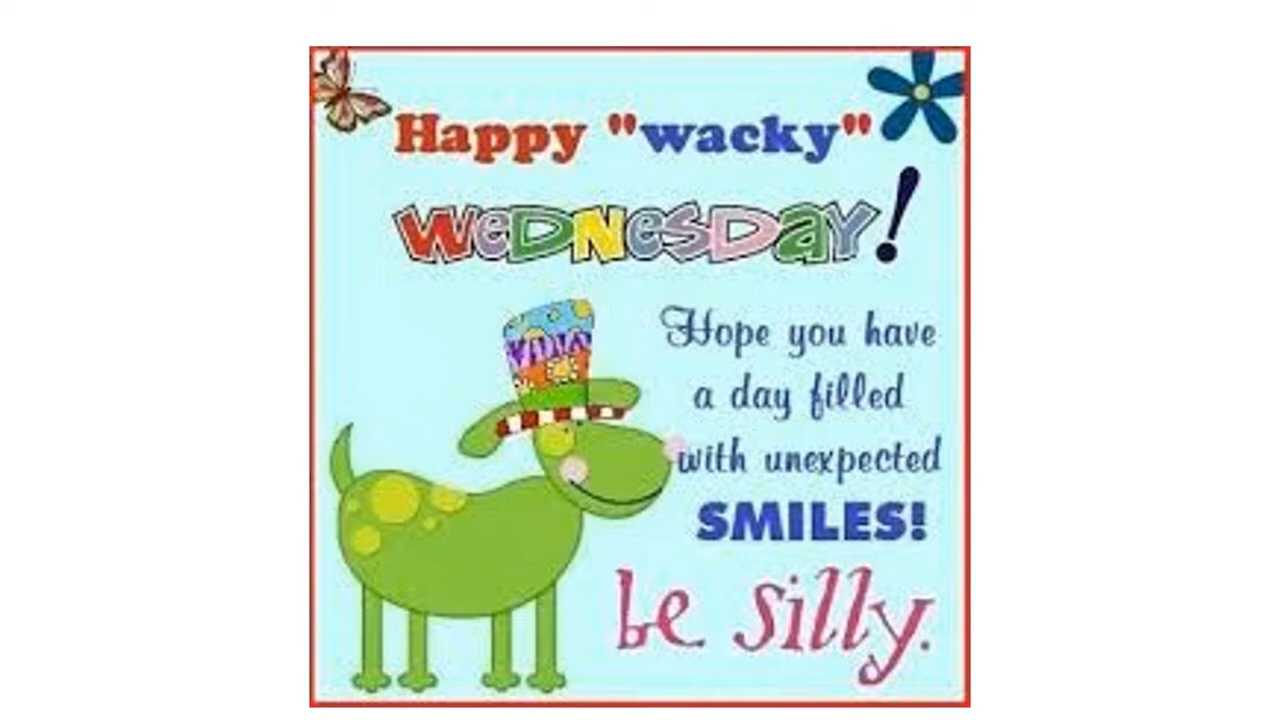 Happy "wacky"
WeDNeSDaY!
Hope you have
a day filled
with unexpected
SMILES!
be silly.